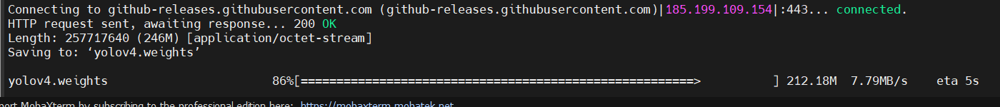 Connecting to github-releases.githubusercontent.com (github-releases.githubusercontent.com)|185.199.109.154|:443... connected.
HTTP request sent, awaiting response... 200 OK
Length: 257717640 (246M) [application/octet-stream]
Saving to: ‘yolov4.weights’
yolov4.weights 86%[=======================================================> ] 212.18M 7.79MB/s eta 5s
port MobaXterm by subscribing to the professional edition here: https://mobaxterm.mobatek.net